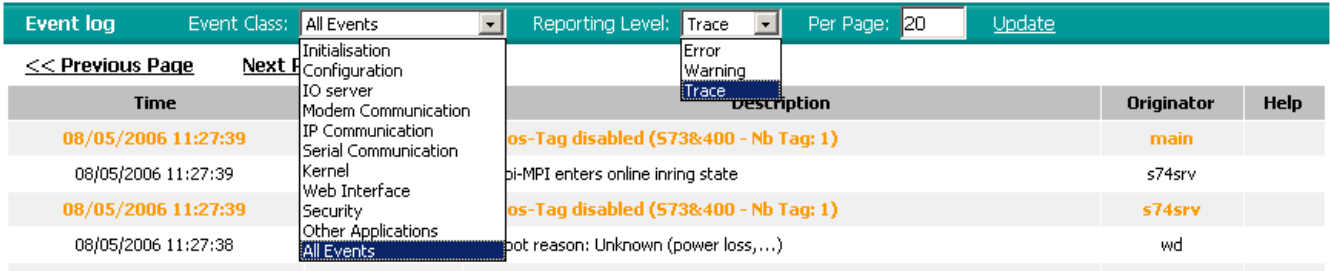 Event log Event Class: All Events Reporting Level: Trace Per Page: 20 Update
Initialisation
Configuration
IO server
Modem Communication
IP Communication
Serial Communication
Kernel
Web Interface
Security
Other Applications
All Events
Error
Warning
Trace
<< Previous Page Next
Time Description Originator Help
08/05/2006 11:27:39 os-Tag disabled (S73&400 - Nb Tag: 1) main
08/05/2006 11:27:39 pi-MPI enters online inring state s74srv
08/05/2006 11:27:39 os-Tag disabled (S73&400 - Nb Tag: 1) s74srv
08/05/2006 11:27:38 oot reason: Unknown (power loss,...) wd